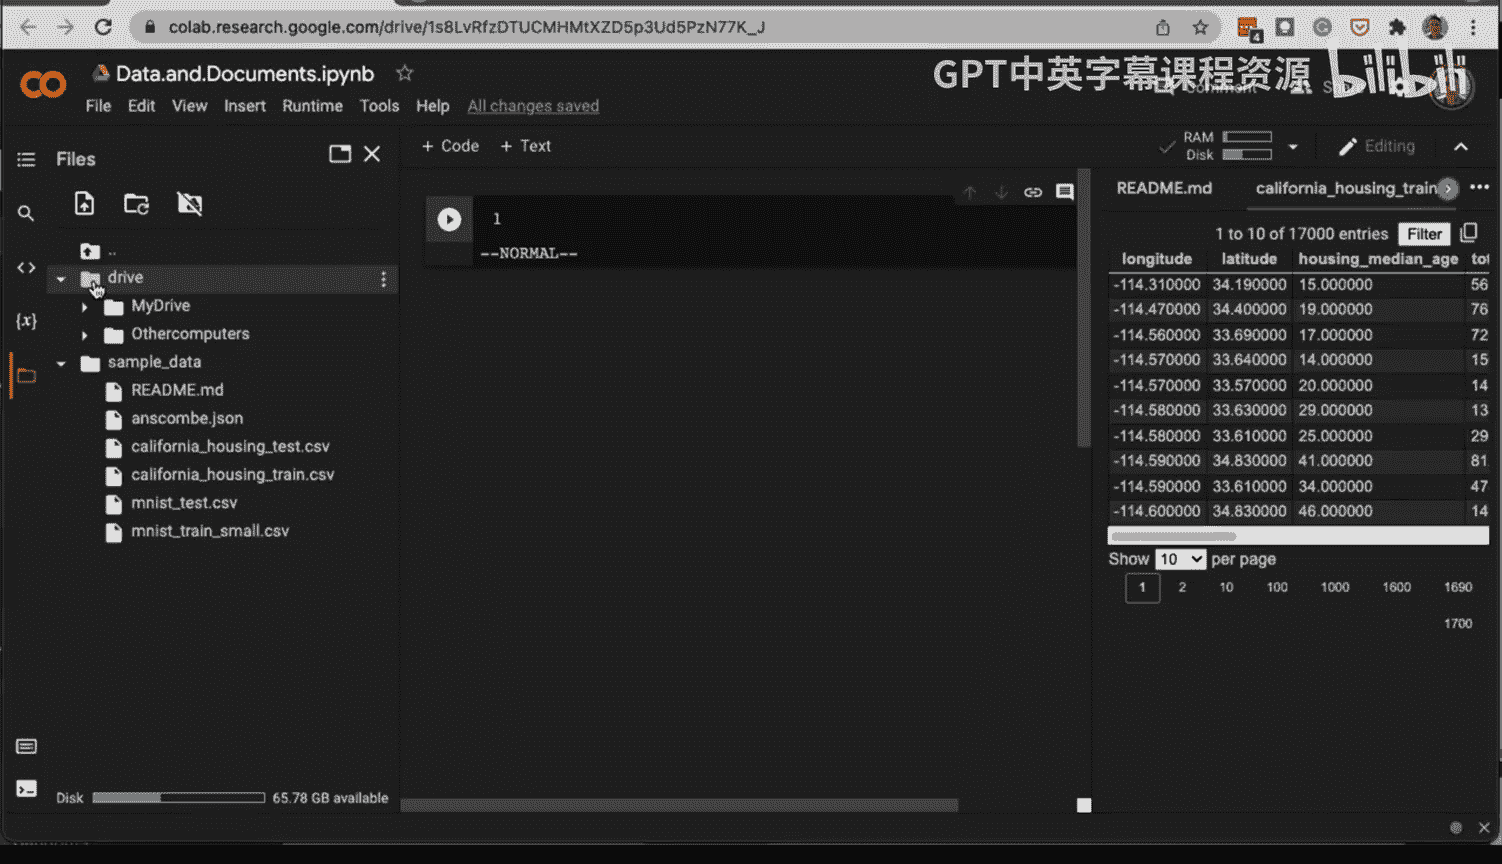 colab.research.google.com/drive/1s8LvRfzDTUCMHMtXZD5p3Ud5PzN77K_J
4
Data.and.Documents.ipynb
GPT中英字幕课程资源 bilibili
File Edit View Insert Runtime Tools Help All changes saved
Comment
Files
+ Code + Text
RAM
Disk
Editing
..
drive
MyDrive
Othercomputers
sample_data
README.md
anscombe.json
california_housing_test.csv
california_housing_train.csv
mnist_test.csv
mnist_train_small.csv
Disk 65.78 GB available
{x}
1
--NORMAL--
README.md california_housing_train
1 to 10 of 17000 entries Filter
longitude latitude housing_median_age tot
-114.310000 34.190000 15.000000 56
-114.470000 34.400000 19.000000 76
-114.560000 33.690000 17.000000 72
-114.570000 33.640000 14.000000 15
-114.570000 33.570000 20.000000 14
-114.580000 33.630000 29.000000 13
-114.580000 33.610000 25.000000 29
-114.590000 34.830000 41.000000 81
-114.590000 33.610000 34.000000 47
-114.600000 34.830000 46.000000 14
Show 10 per page
1 2 10 100 1000 1600 1690
1700